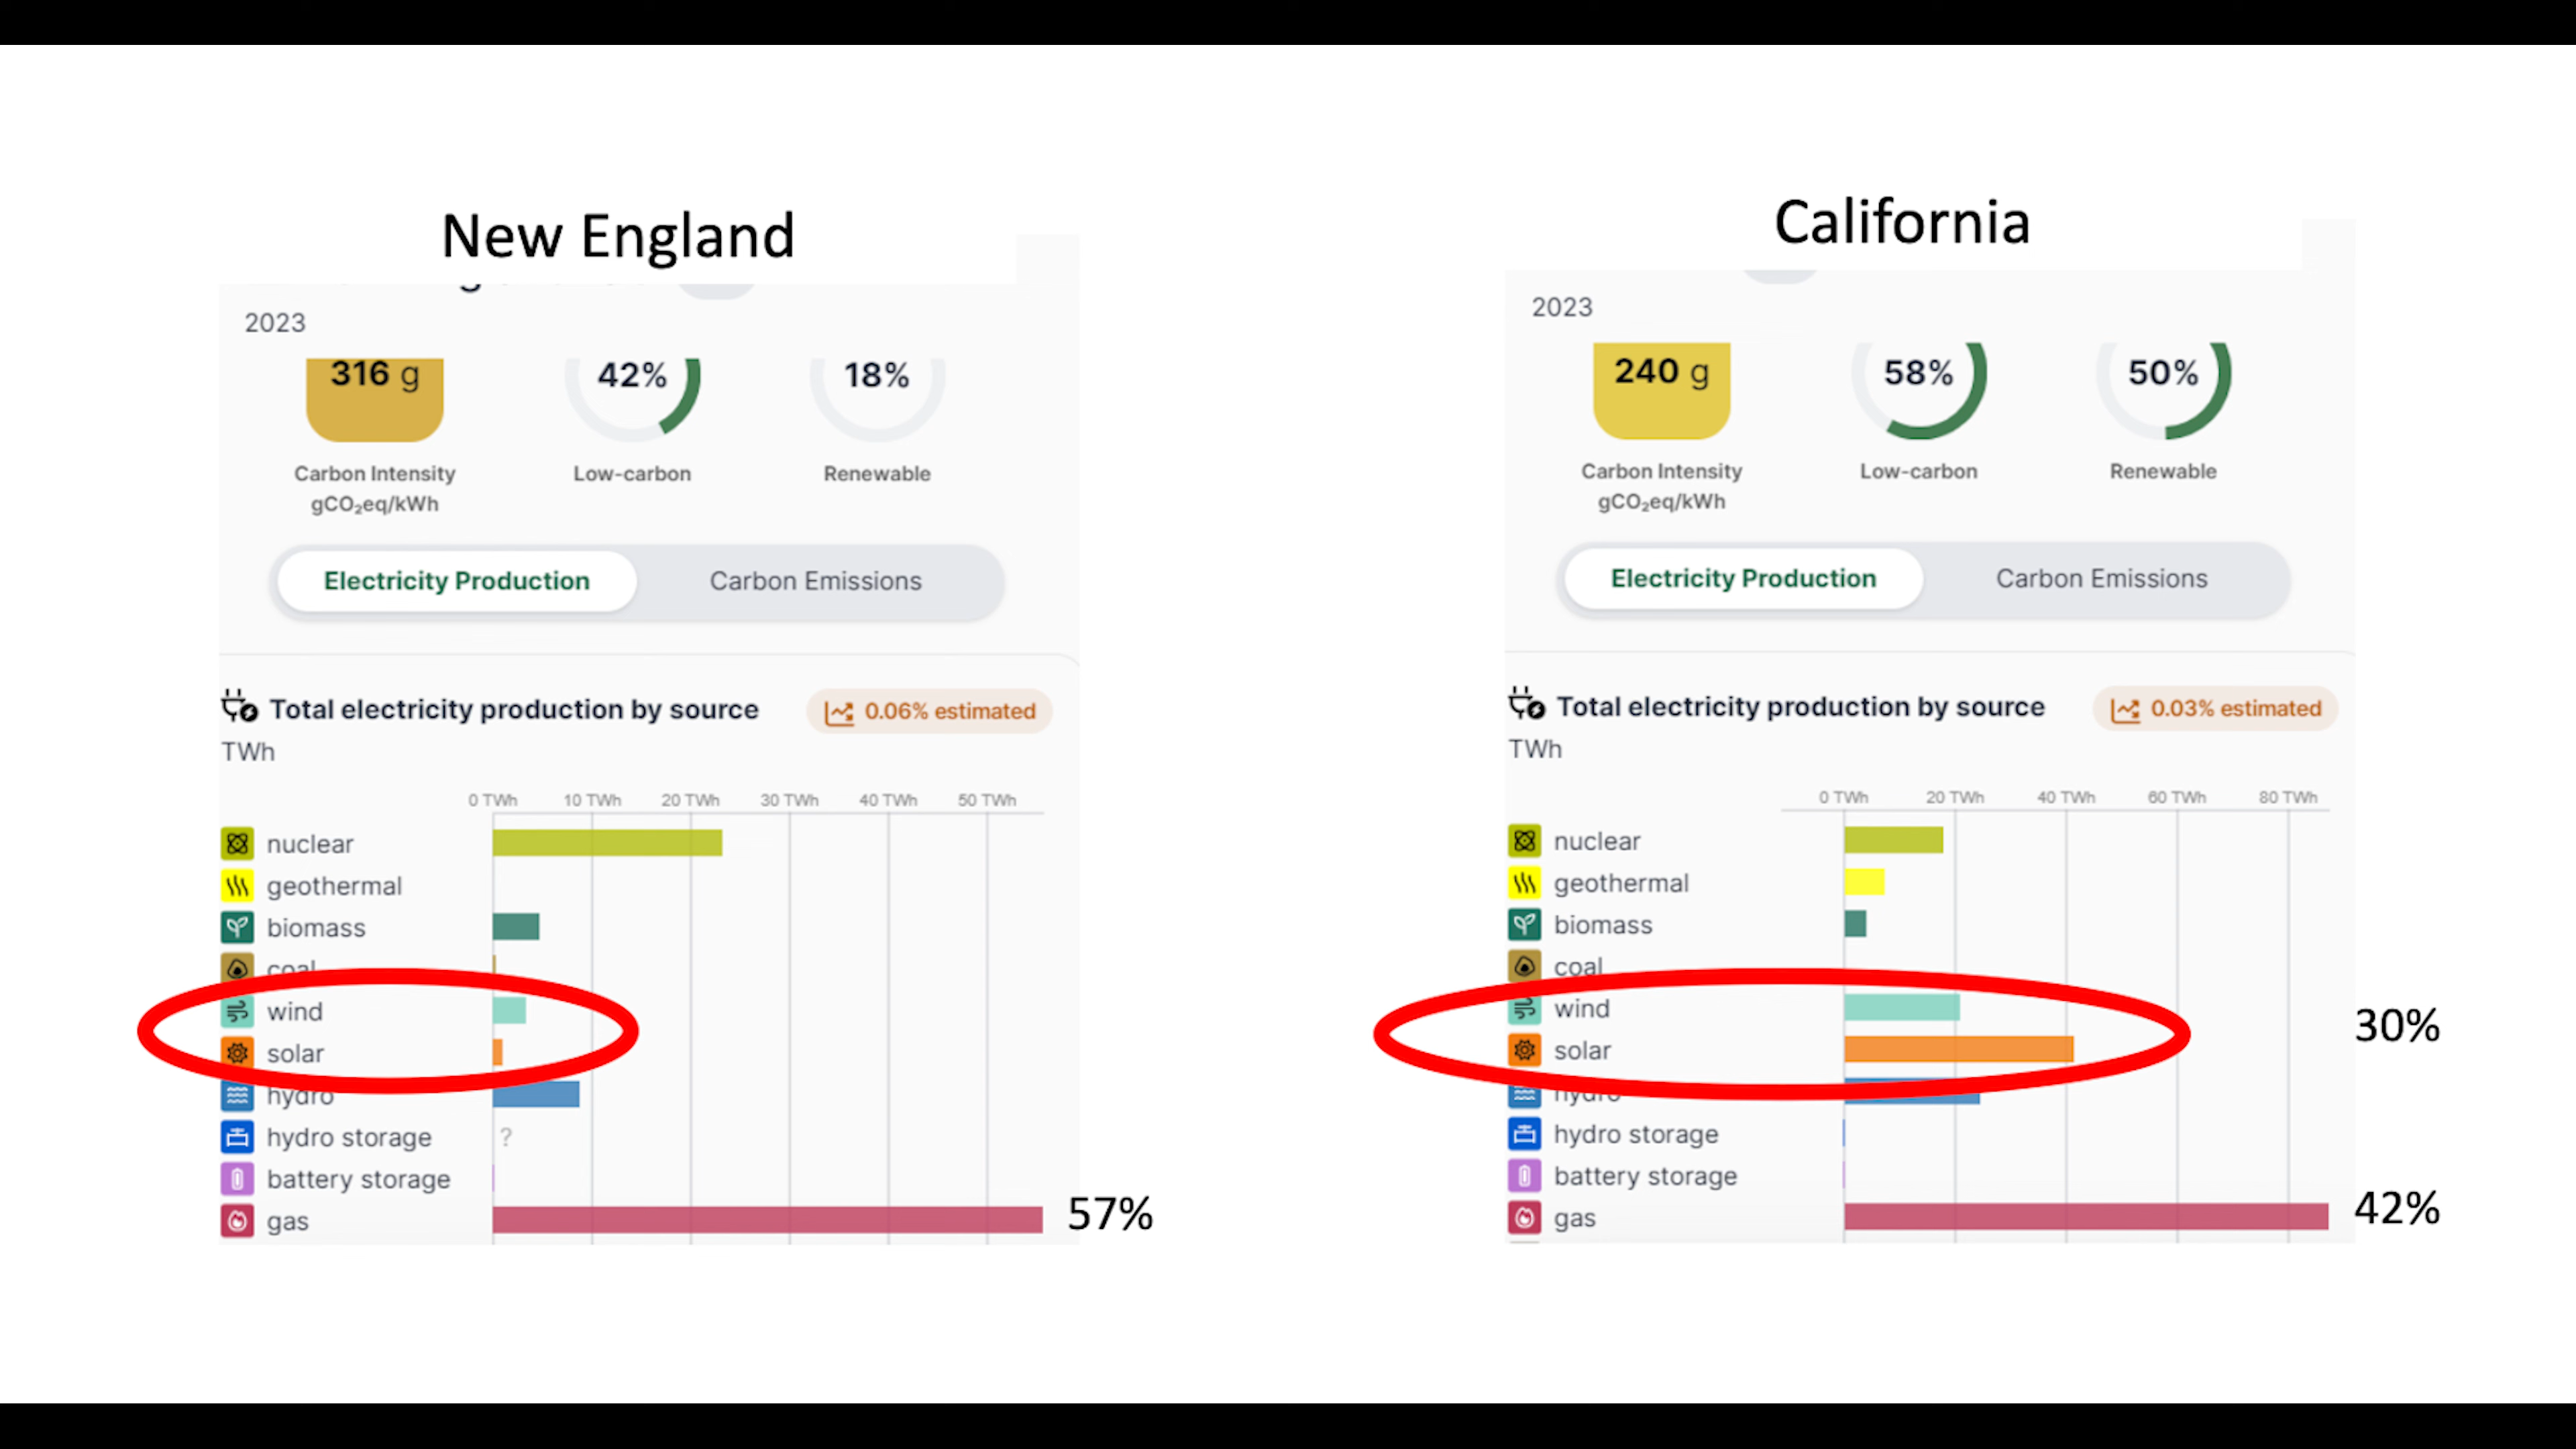 New England
2023
316 g
42%
18%
Carbon Intensity
gCO₂eq/kWh
Low-carbon
Renewable
Electricity Production
Carbon Emissions
Total electricity production by source
0.06% estimated
TWh
0 TWh
10 TWh
20 TWh
30 TWh
40 TWh
50 TWh
nuclear
geothermal
biomass
coal
wind
solar
hydro
hydro storage
?
battery storage
gas
57%
California
2023
240 g
58%
50%
Carbon Intensity
gCO₂eq/kWh
Low-carbon
Renewable
Electricity Production
Carbon Emissions
Total electricity production by source
0.03% estimated
TWh
0 TWh
20 TWh
40 TWh
60 TWh
80 TWh
nuclear
geothermal
biomass
coal
wind
30%
solar
hydro
hydro storage
battery storage
gas
42%